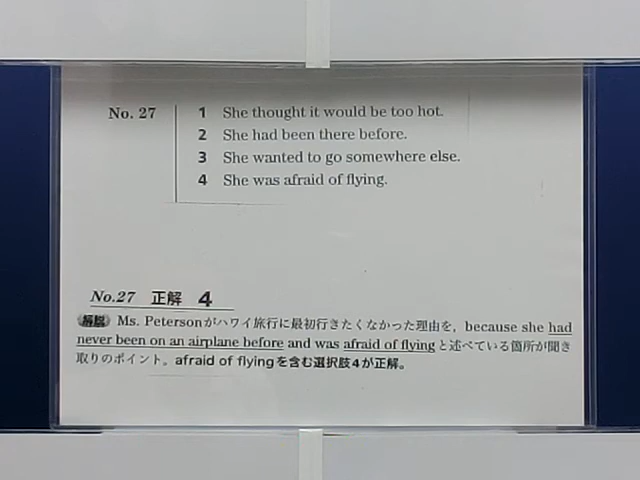 No. 27
1 She thought it would be too hot.
2 She had been there before.
3 She wanted to go somewhere else.
4 She was afraid of flying.
No.27 正解 4
解説 Ms. Petersonがハワイ旅行に最初行きたくなかった理由を，because she had
never been on an airplane before and was afraid of flyingと述べている箇所が聞き
取りのポイント。afraid of flyingを含む選択肢4が正解。